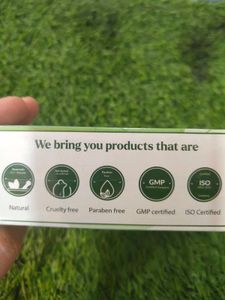 We bring you products that are
GMP
ISO
Natural
Cruelty free
Paraben free
GMP certified
ISO Certified